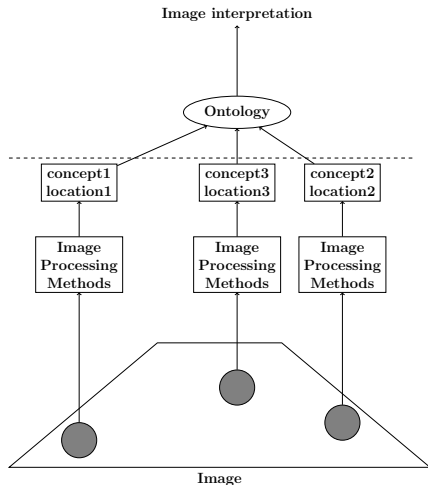 Image interpretation
Ontology
concept1
location1
concept3
location3
concept2
location2
Image
Processing
Methods
Image
Processing
Methods
Image
Processing
Methods
Image